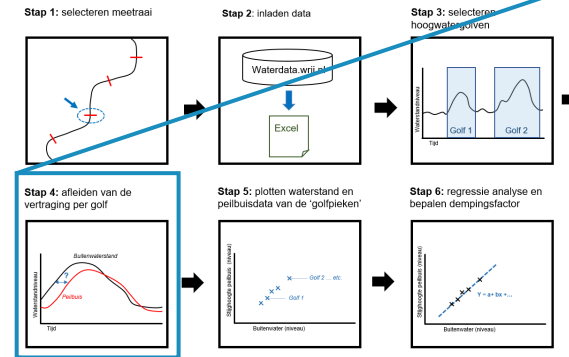 Stap 1: selecteren meetraai
Stap 2: inladen data
Waterdata.wrij.nl
Excel
Stap 3: selecteren
hoogwatergolven
Waterstandniveau
Golf 1
Golf 2
Tijd
Stap 4: afleiden van de
vertraging per golf
Buitenwaterstand
?
Peilbuis
Waterstandniveau
Tijd
Stap 5: plotten waterstand en
peilbuisdata van de ‘golfpieken’
Stijghoogte peilbuis (niveau)
Golf 2 ... etc.
Golf 1
Buitenwater (niveau)
Stap 6: regressie analyse en
bepalen dempingsfactor
Stijghoogte peilbuis (niveau)
Y = a+ bx +...
Buitenwater (niveau)